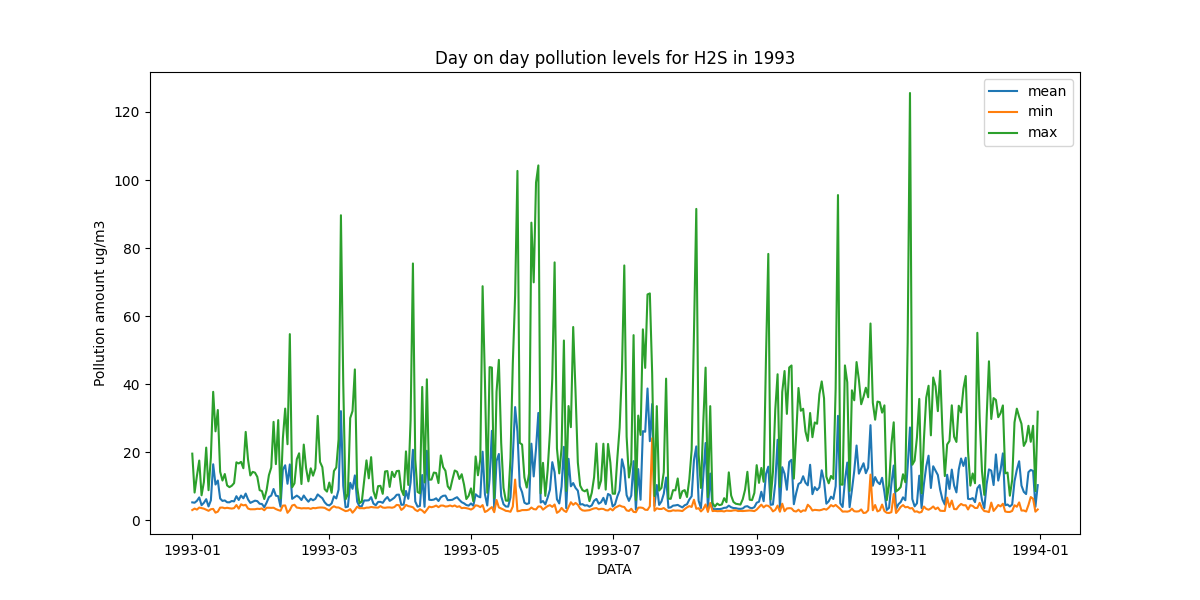 Day on day pollution levels for H2S in 1993
mean
min
max
Pollution amount ug/m3
120
100
80
60
40
20
0
1993-01
1993-03
1993-05
1993-07
1993-09
1993-11
1994-01
DATA